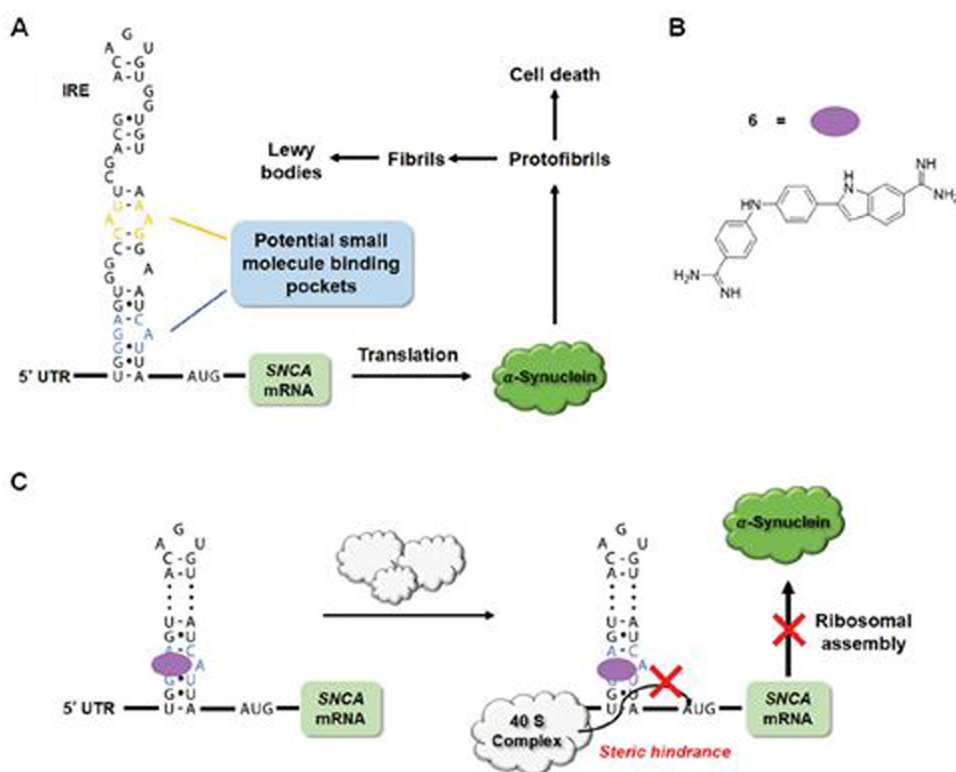 A
G
A U
C - G
A - U
IRE
G
G
G • U
C - G
A - U
G
C
U - A
U - A
A A
C - G
C - G
G
G A
U - A
G • U
A C
G A
G • U
5' UTR
U - A
AUG
SNCA
mRNA
Potential small
molecule binding
pockets
Translation
α-Synuclein
Protofibrils
Cell death
Fibrils
Lewy
bodies
B
6 =
NH
NH₂
H
N
HN
H₂N
NH
C
G
A U
C - G
A - U
U - A
G • U
A C
A
G U
5' UTR
U - A
AUG
SNCA
mRNA
G
A U
C - G
A - U
U - A
G • U
A C
40 S
Complex
U - A
AUG
Steric hindrance
SNCA
mRNA
Ribosomal
assembly
α-Synuclein